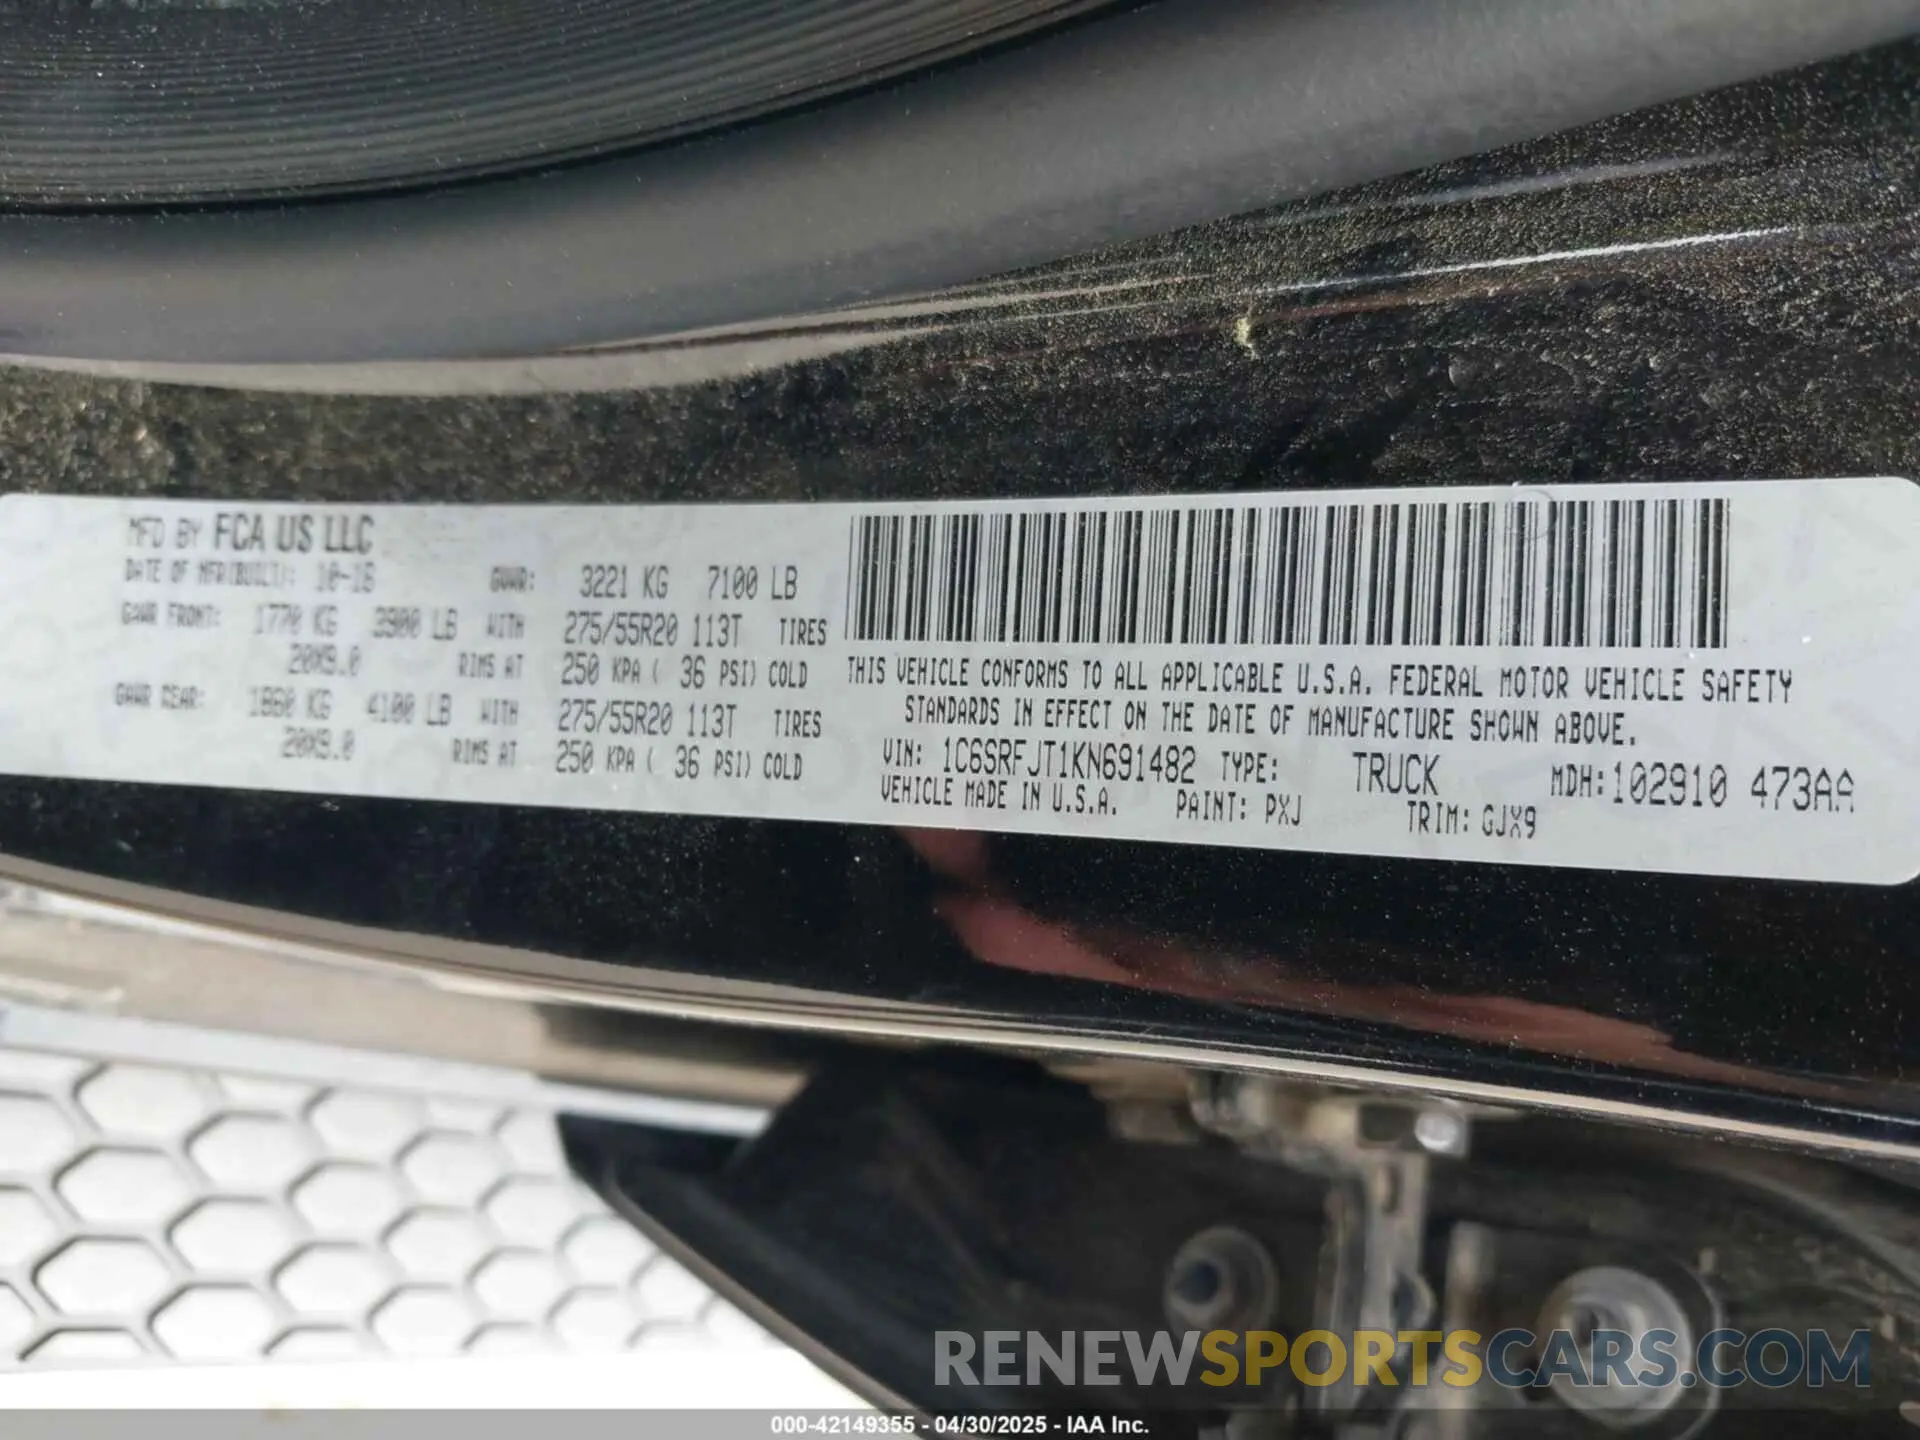 MFD BY FCA US LLC
DATE OF MFR(BUILT): 10-18 GVWR: 3221 KG 7100 LB
GAWR FRONT: 1770 KG 3900 LB WITH 275/55R20 113T TIRES
20X9.0 RIMS AT 250 KPA ( 36 PSI) COLD
GAWR REAR: 1860 KG 4100 LB WITH 275/55R20 113T TIRES
20X9.0 RIMS AT 250 KPA ( 36 PSI) COLD
THIS VEHICLE CONFORMS TO ALL APPLICABLE U.S.A. FEDERAL MOTOR VEHICLE SAFETY
STANDARDS IN EFFECT ON THE DATE OF MANUFACTURE SHOWN ABOVE.
VIN: 1C6SRFJT1KN691482 TYPE: TRUCK MDH:102910 473AA
VEHICLE MADE IN U.S.A. PAINT: PXJ TRIM: GJX9
RENEWSPORTSCARS.COM
000-42149355 - 04/30/2025 - IAA Inc.